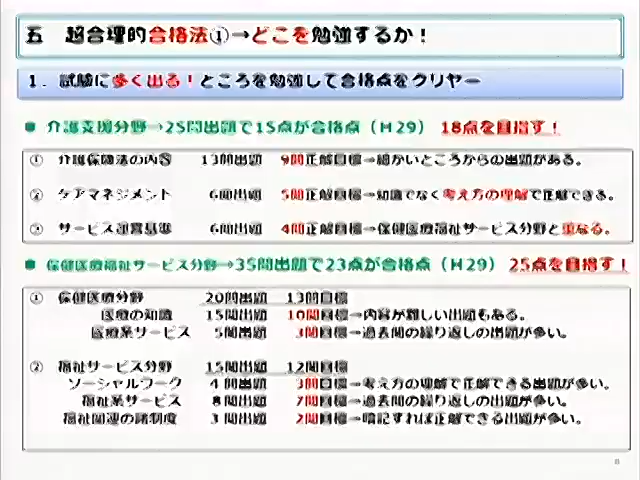 五　超合理的合格法①→どこを勉強するか！
1．試験に多く出る！ところを勉強して合格点をクリヤー
■ 介護支援分野→25問出題で15点が合格点（H29） 18点を目指す！
① 介護保険法の内容 13問出題 9問正解目標→細かいところからの出題がある。
② ケアマネジメント 6問出題 5問正解目標→知識でなく考え方の理解で正解できる。
③ サービス運営基準 6問出題 4問正解目標→保健医療福祉サービス分野と重なる。
■ 保健医療福祉サービス分野→35問出題で23点が合格点（H29） 25点を目指す！
① 保健医療分野 20問出題 13問目標
医療の知識 15問出題 10問目標→内容が難しい出題もある。
医療系サービス 5問出題 3問目標→過去問の繰り返しの出題が多い。
② 福祉サービス分野 15問出題 12問目標
ソーシャルワーク 4問出題 3問目標→考え方の理解で正解できる出題が多い。
福祉系サービス 8問出題 7問目標→過去問の繰り返しの出題が多い。
福祉関連の諸制度 3問出題 2問目標→暗記すれば正解できる出題が多い。
8